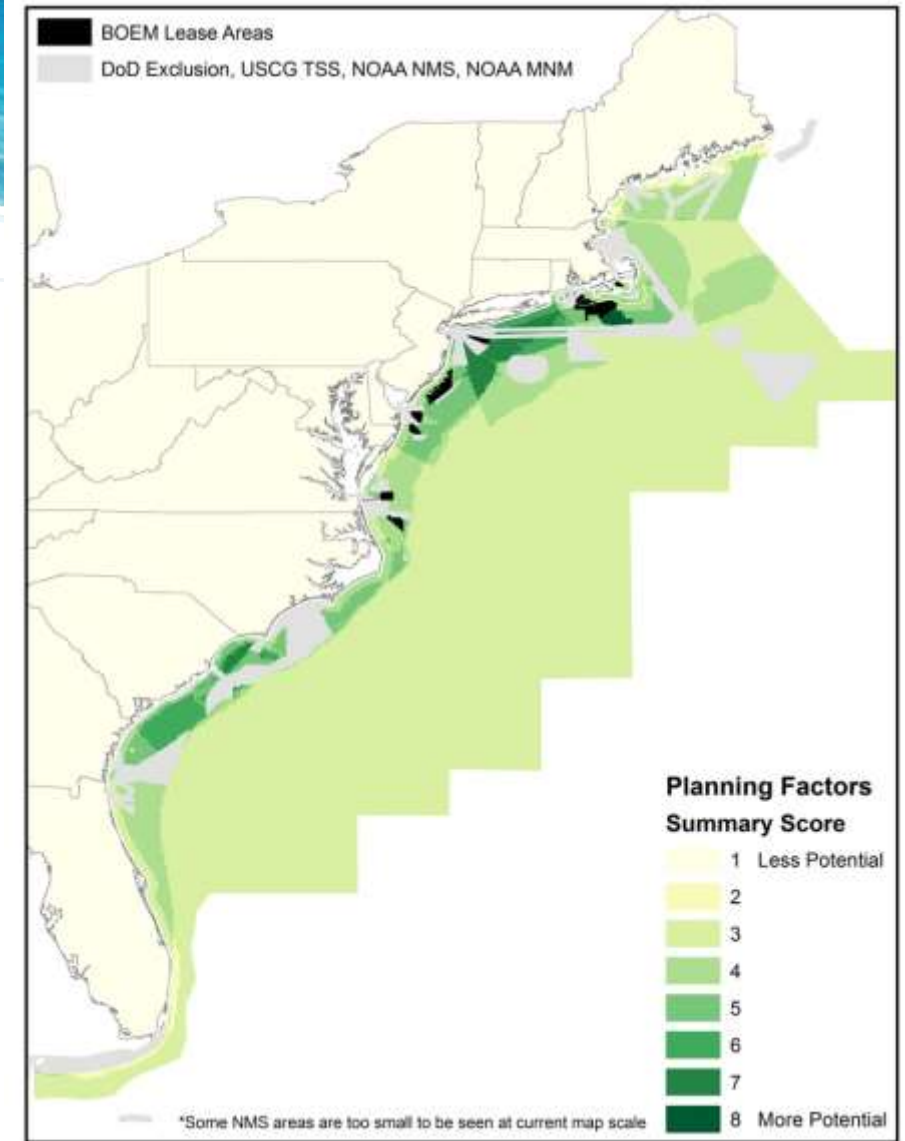 BOEM Lease Areas
DoD Exclusion, USCG TSS, NOAA NMS, NOAA MNM
Planning Factors
Summary Score
1 Less Potential
2
3
4
5
6
7
8 More Potential
*Some NMS areas are too small to be seen at current map scale